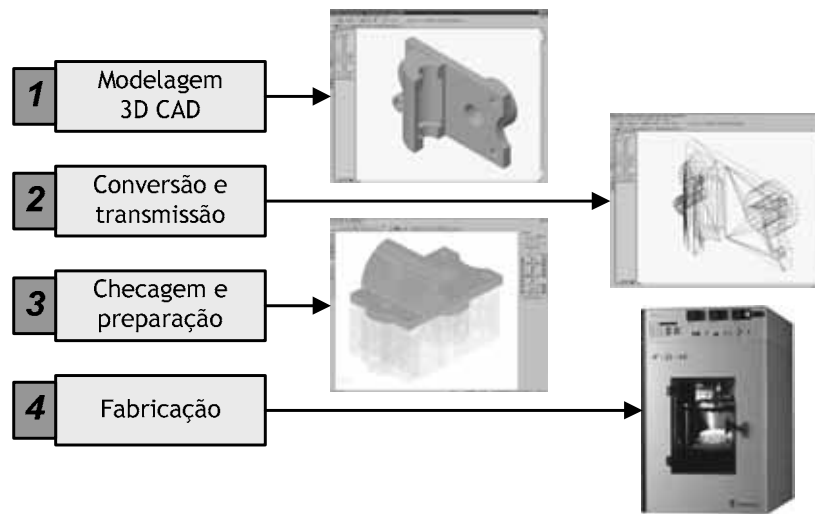 1
Modelagem
3D CAD
2
Conversão e
transmissão
3
Checagem e
preparação
4
Fabricação